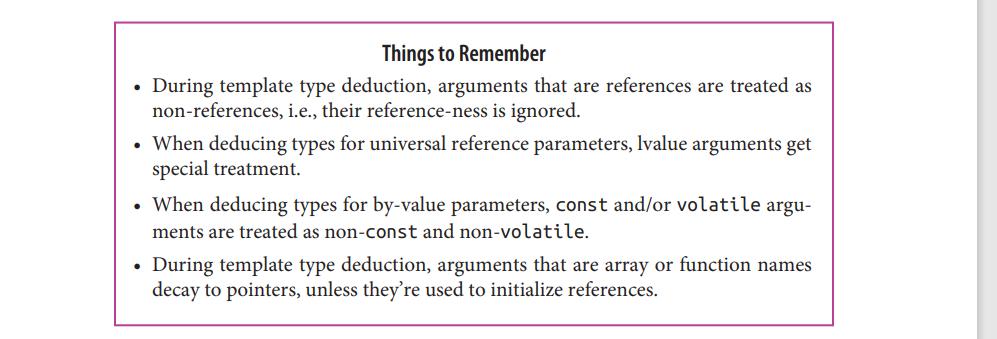 Things to Remember
• During template type deduction, arguments that are references are treated as
non-references, i.e., their reference-ness is ignored.
• When deducing types for universal reference parameters, lvalue arguments get
special treatment.
• When deducing types for by-value parameters, const and/or volatile argu-
ments are treated as non-const and non-volatile.
• During template type deduction, arguments that are array or function names
decay to pointers, unless they’re used to initialize references.